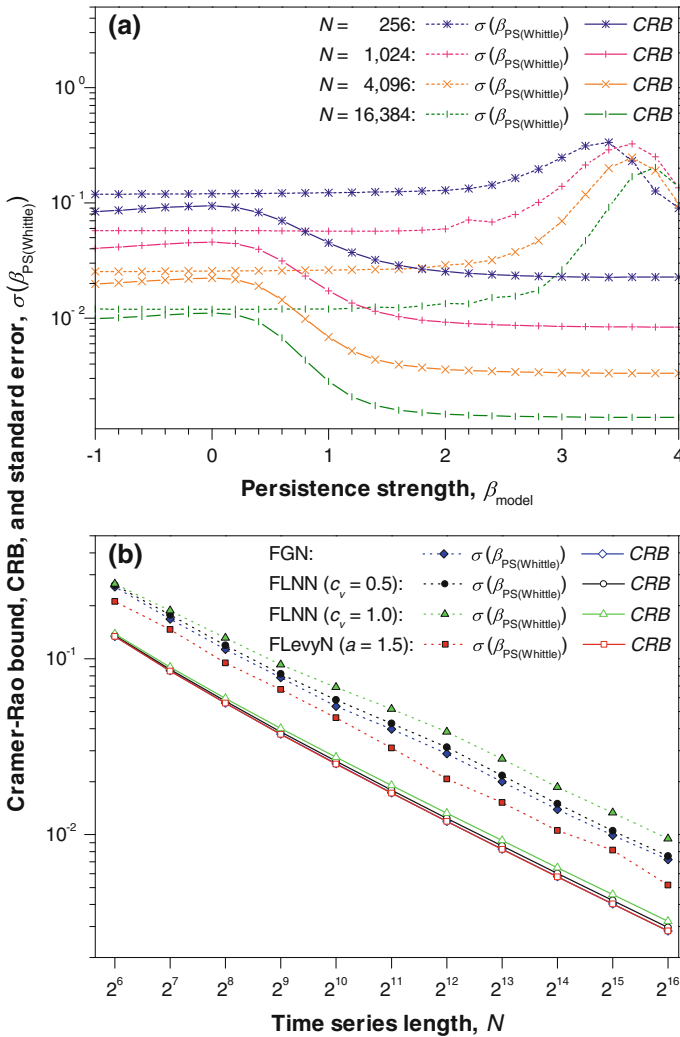 Cramer-Rao bound, CRB, and standard error, σ(β_PS(Whittle))
(a)
N = 256: σ(β_PS(Whittle)) CRB
N = 1,024: σ(β_PS(Whittle)) CRB
N = 4,096: σ(β_PS(Whittle)) CRB
N = 16,384: σ(β_PS(Whittle)) CRB
10^0
10^-1
10^-2
-1 0 1 2 3 4
Persistence strength, β_model
(b)
FGN: σ(β_PS(Whittle)) CRB
FLNN (c_v = 0.5): σ(β_PS(Whittle)) CRB
FLNN (c_v = 1.0): σ(β_PS(Whittle)) CRB
FLevyN (a = 1.5): σ(β_PS(Whittle)) CRB
10^-1
10^-2
2^6 2^7 2^8 2^9 2^10 2^11 2^12 2^13 2^14 2^15 2^16
Time series length, N